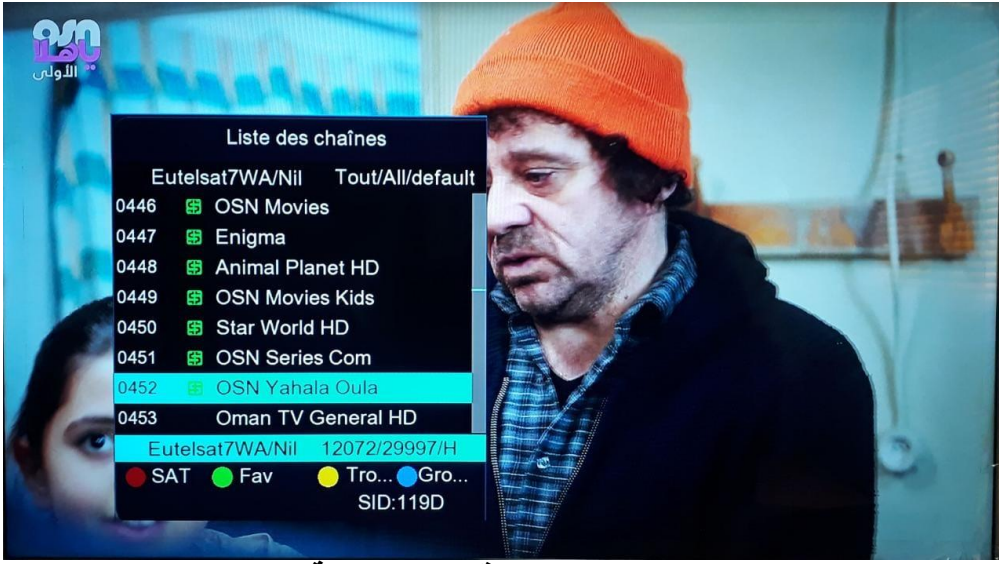 OSN
ياهلا
الأولى
Liste des chaînes
Eutelsat7WA/Nil Tout/All/default
0446 $ OSN Movies
0447 $ Enigma
0448 $ Animal Planet HD
0449 $ OSN Movies Kids
0450 $ Star World HD
0451 $ OSN Series Com
0452 $ OSN Yahala Oula
0453 Oman TV General HD
Eutelsat7WA/Nil 12072/29997/H
SAT Fav Tro... Gro...
SID:119D